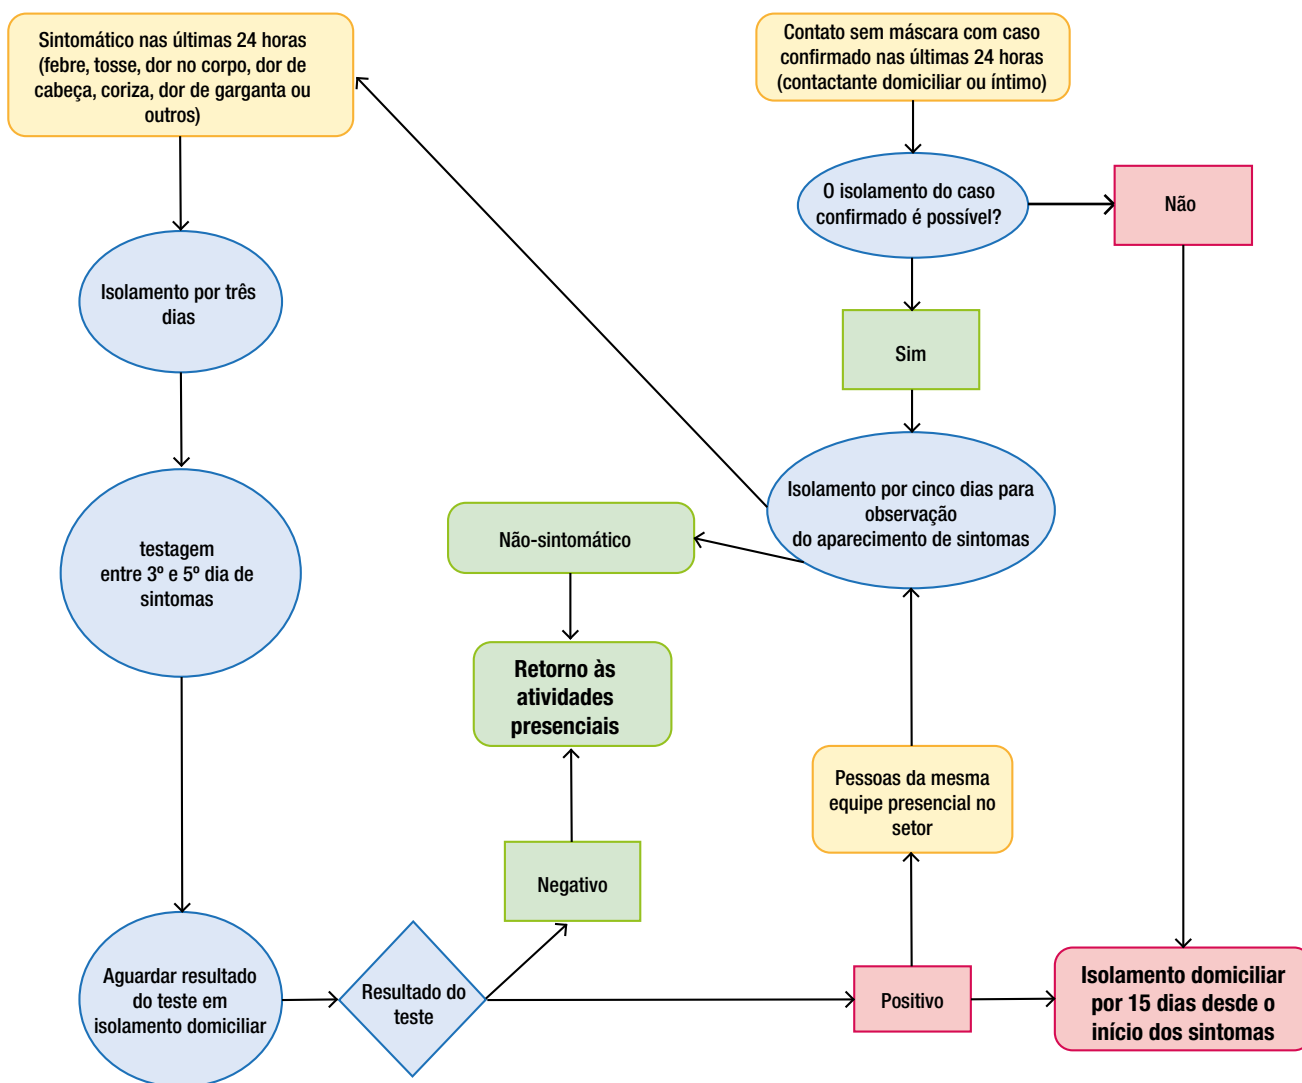 Sintomático nas últimas 24 horas
(febre, tosse, dor no corpo, dor de
cabeça, coriza, dor de garganta ou
outros)
Contato sem máscara com caso
confirmado nas últimas 24 horas
(contactante domiciliar ou íntimo)
O isolamento do caso
confirmado é possível?
Não
Isolamento por três
dias
Sim
Isolamento por cinco dias para
observação
do aparecimento de sintomas
Não-sintomático
testagem
entre 3º e 5º dia de
sintomas
Retorno às
atividades
presenciais
Pessoas da mesma
equipe presencial no
setor
Negativo
Aguardar resultado
do teste em
isolamento domiciliar
Resultado do
teste
Positivo
Isolamento domiciliar
por 15 dias desde o
início dos sintomas